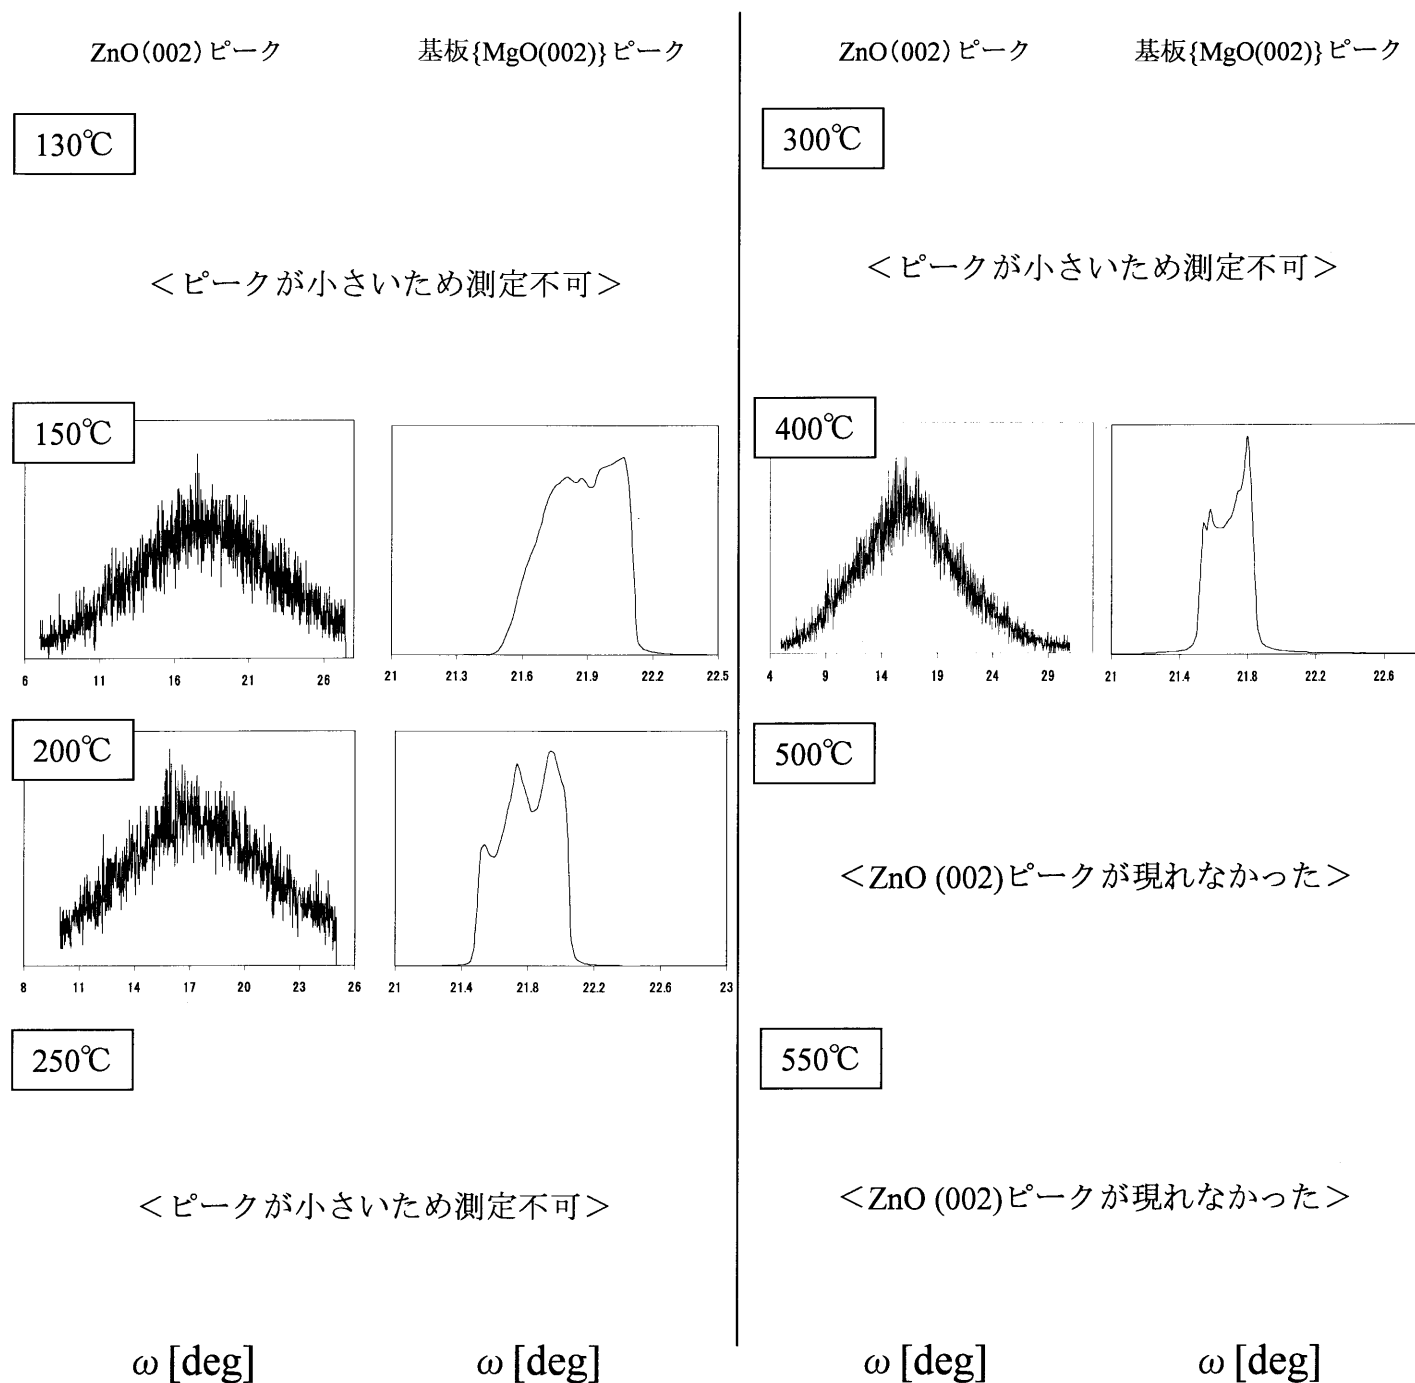 ZnO(002)ピーク
基板{MgO(002)}ピーク
130℃
<ピークが小さいため測定不可>
150℃
6 11 16 21 26
21 21.3 21.6 21.9 22.2 22.5
200℃
8 11 14 17 20 23 26
21 21.4 21.8 22.2 22.6 23
250℃
<ピークが小さいため測定不可>
ω [deg]
ω [deg]
ZnO(002)ピーク
基板{MgO(002)}ピーク
300℃
<ピークが小さいため測定不可>
400℃
4 9 14 19 24 29
21 21.4 21.8 22.2 22.6
500℃
<ZnO (002)ピークが現れなかった>
550℃
<ZnO (002)ピークが現れなかった>
ω [deg]
ω [deg]